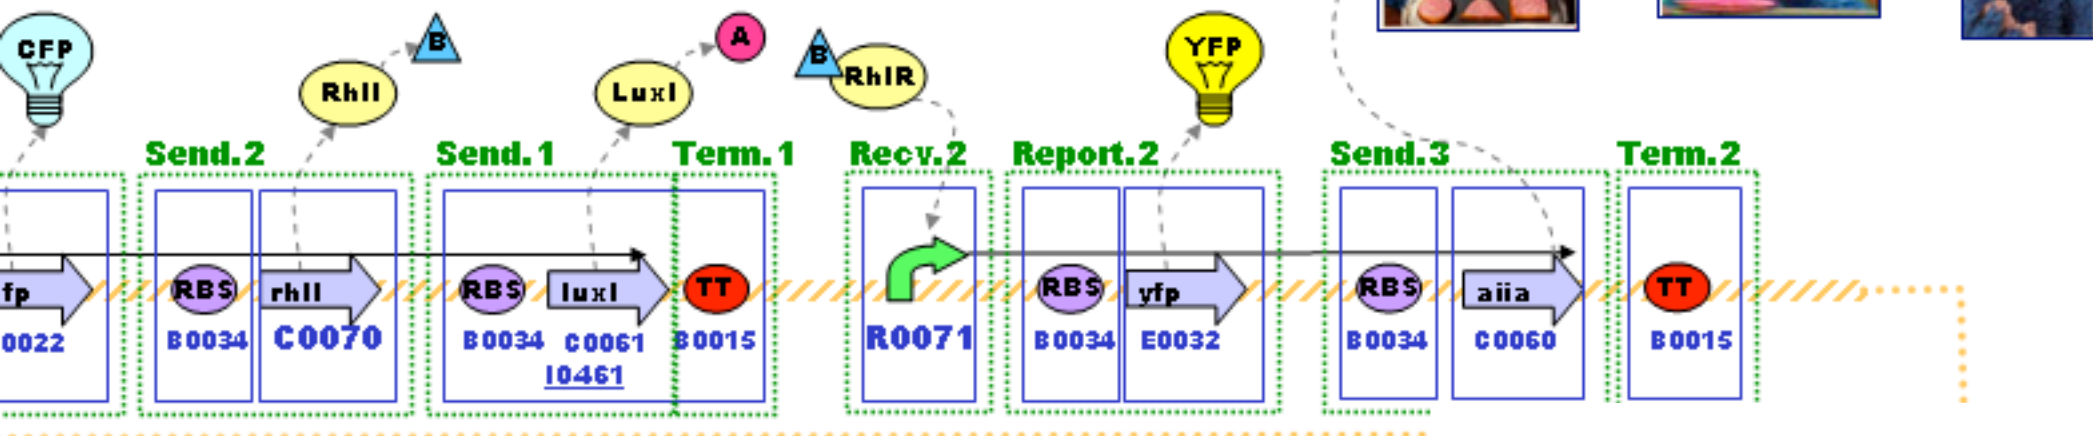 CFP
RhlI
B
LuxI
A
B
RhlR
YFP
Send.2
Send.1
Term.1
Recv.2
Report.2
Send.3
Term.2
fp
RBS
rhlI
RBS
luxI
TT
RBS
yfp
RBS
aiia
TT
0022
B0034
C0070
B0034
C0061
B0015
R0071
B0034
E0032
B0034
C0060
B0015
I0461